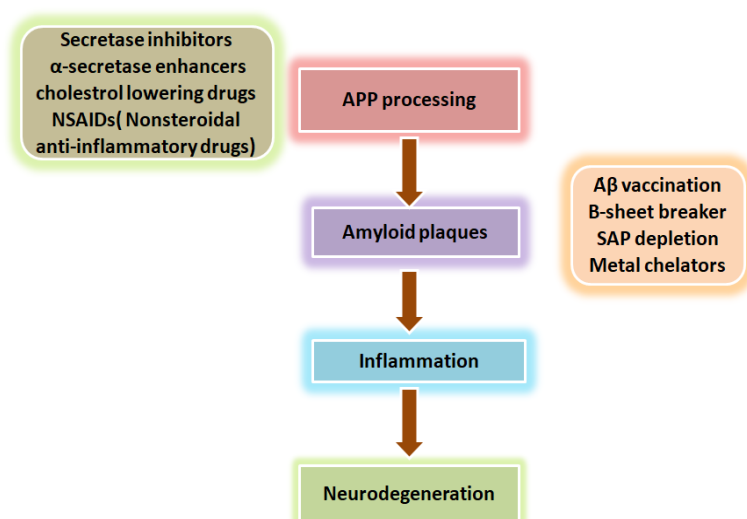 Secretase inhibitors
α-secretase enhancers
cholestrol lowering drugs
NSAIDs( Nonsteroidal
anti-inflammatory drugs)
APP processing
Amyloid plaques
Aβ vaccination
B-sheet breaker
SAP depletion
Metal chelators
Inflammation
Neurodegeneration